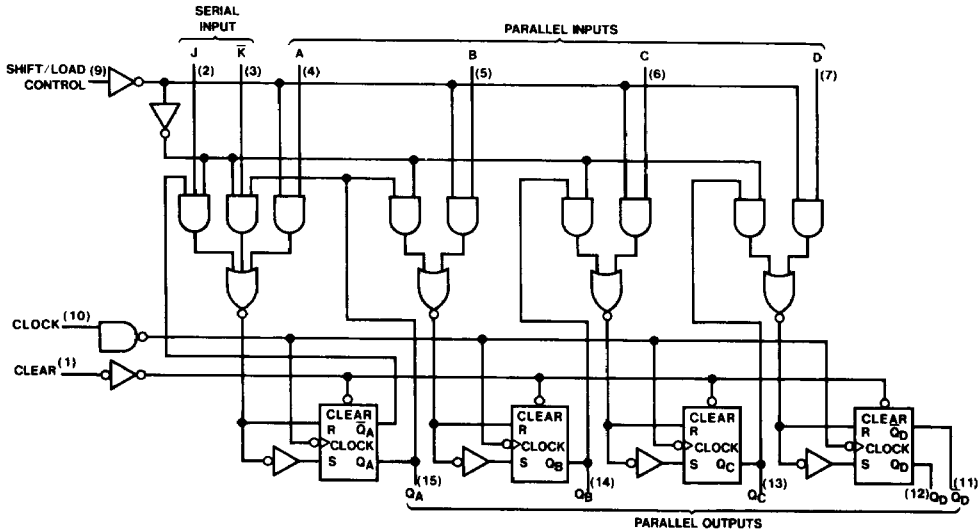 SERIAL
INPUT
PARALLEL INPUTS
J K̅ A B C D
SHIFT/LOAD (9)
CONTROL
(2) (3) (4) (5) (6) (7)
CLOCK (10)
CLEAR (1)
CLEAR CLEAR CLEAR CLEAR
R Q̅A R R R Q̅D
CLOCK CLOCK CLOCK CLOCK
S QA S QB S QC S QD
(15) (14) (13) (12) (11)
QA QB QC QD Q̅D
PARALLEL OUTPUTS